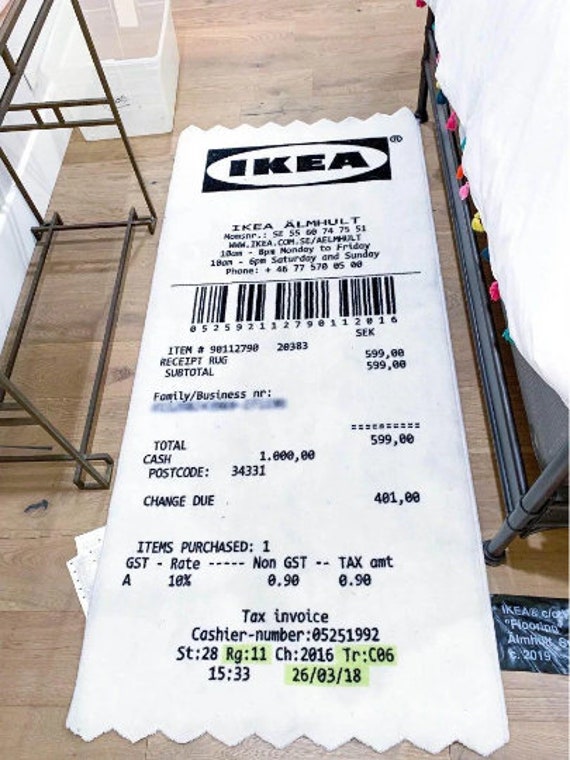 IKEA®
IKEA ÄLMHULT
Momsnr.: SE 55 60 74 75 51
WWW.IKEA.COM.SE/AELMHULT
10am - 8pm Monday to Friday
10am - 6pm Saturday and Sunday
Phone: + 46 77 570 05 00
05259211279011 2016
SEK
ITEM # 90112790 20383
RECEIPT RUG 599,00
SUBTOTAL 599,00
Family/Business nr:
==========
TOTAL 599,00
CASH 1.000,00
POSTCODE: 34331
CHANGE DUE 401,00
ITEMS PURCHASED: 1
GST - Rate ----- Non GST -- TAX amt
A 10% 0.90 0.90
Tax invoice
Cashier-number:05251992
St:28 Rg:11 Ch:2016 Tr:C06
15:33 26/03/18
IKEA& c/o
"Flooring"
Älmhult, S
c. 2019